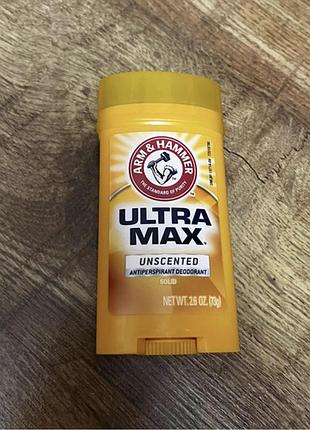 ARM & HAMMER
THE STANDARD OF PURITY
ULTRA
MAX
UNSCENTED
ANTIPERSPIRANT DEODORANT
SOLID
NET WT. 2.6 OZ. (73g)